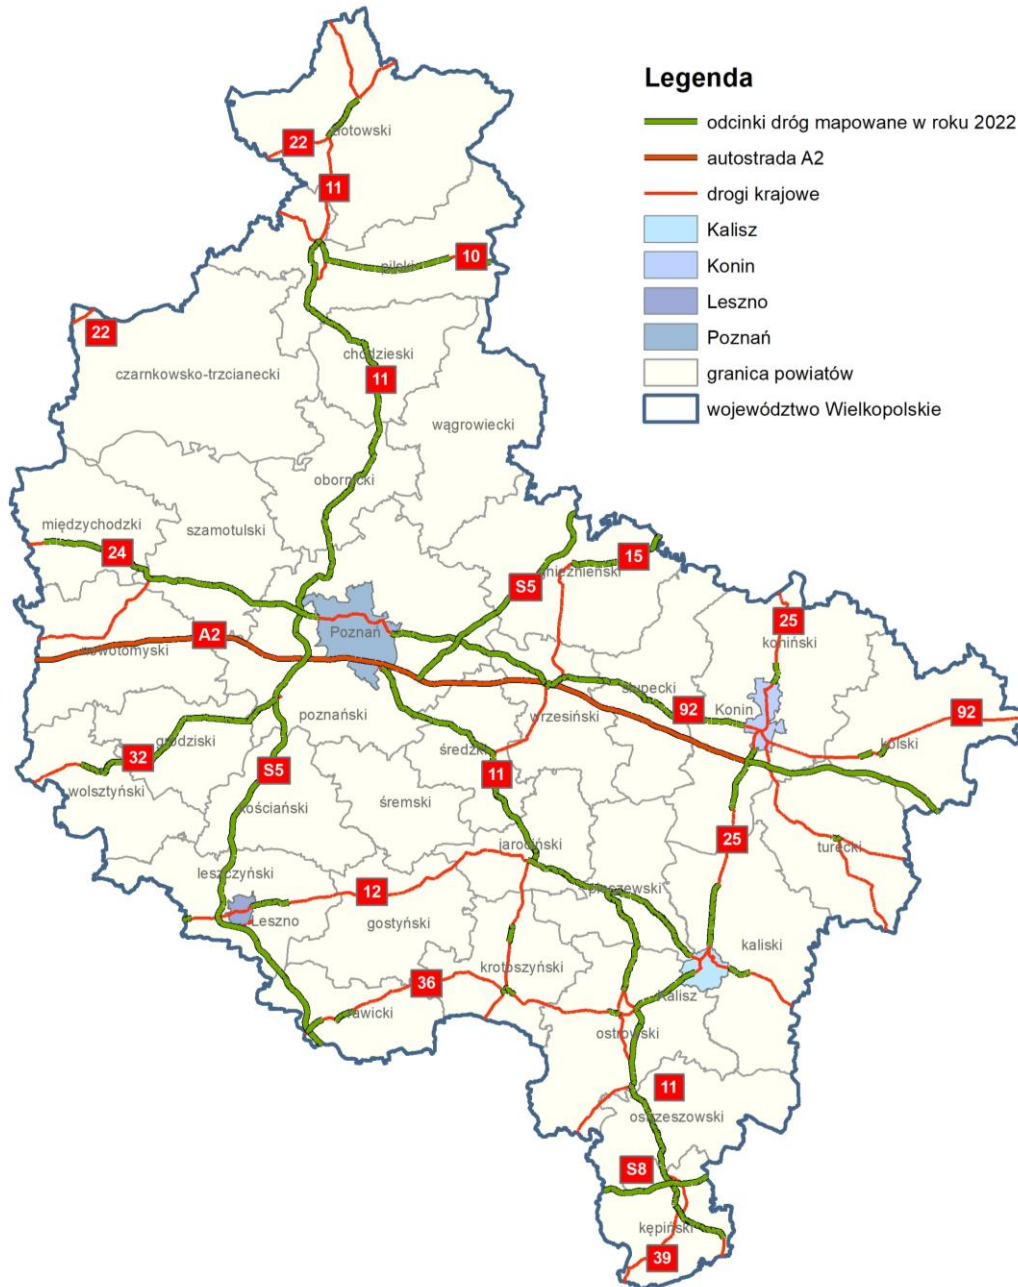 Legenda
odcinki dróg mapowane w roku 2022
autostrada A2
drogi krajowe
Kalisz
Konin
Leszno
Poznań
granica powiatów
województwo Wielkopolskie
22
11
10
pilski
22
chodzieski
11
czarnkowsko-trzcianecki
wągrowiecki
obornicki
międzychodzki
szamotulski
24
15
S5
25
A2
Poznań
koniński
słupecki
Konin
92
92
poznański
wrzesiński
grodziski
średzki
kolski
32
S5
11
wolsztyński
kościański
śremski
25
jarociński
turecki
leszczyński
12
pleszewski
Leszno
gostyński
kaliski
krotoszyński
36
Kalisz
rawicki
ostrowski
11
ostrzeszowski
S8
kępiński
39